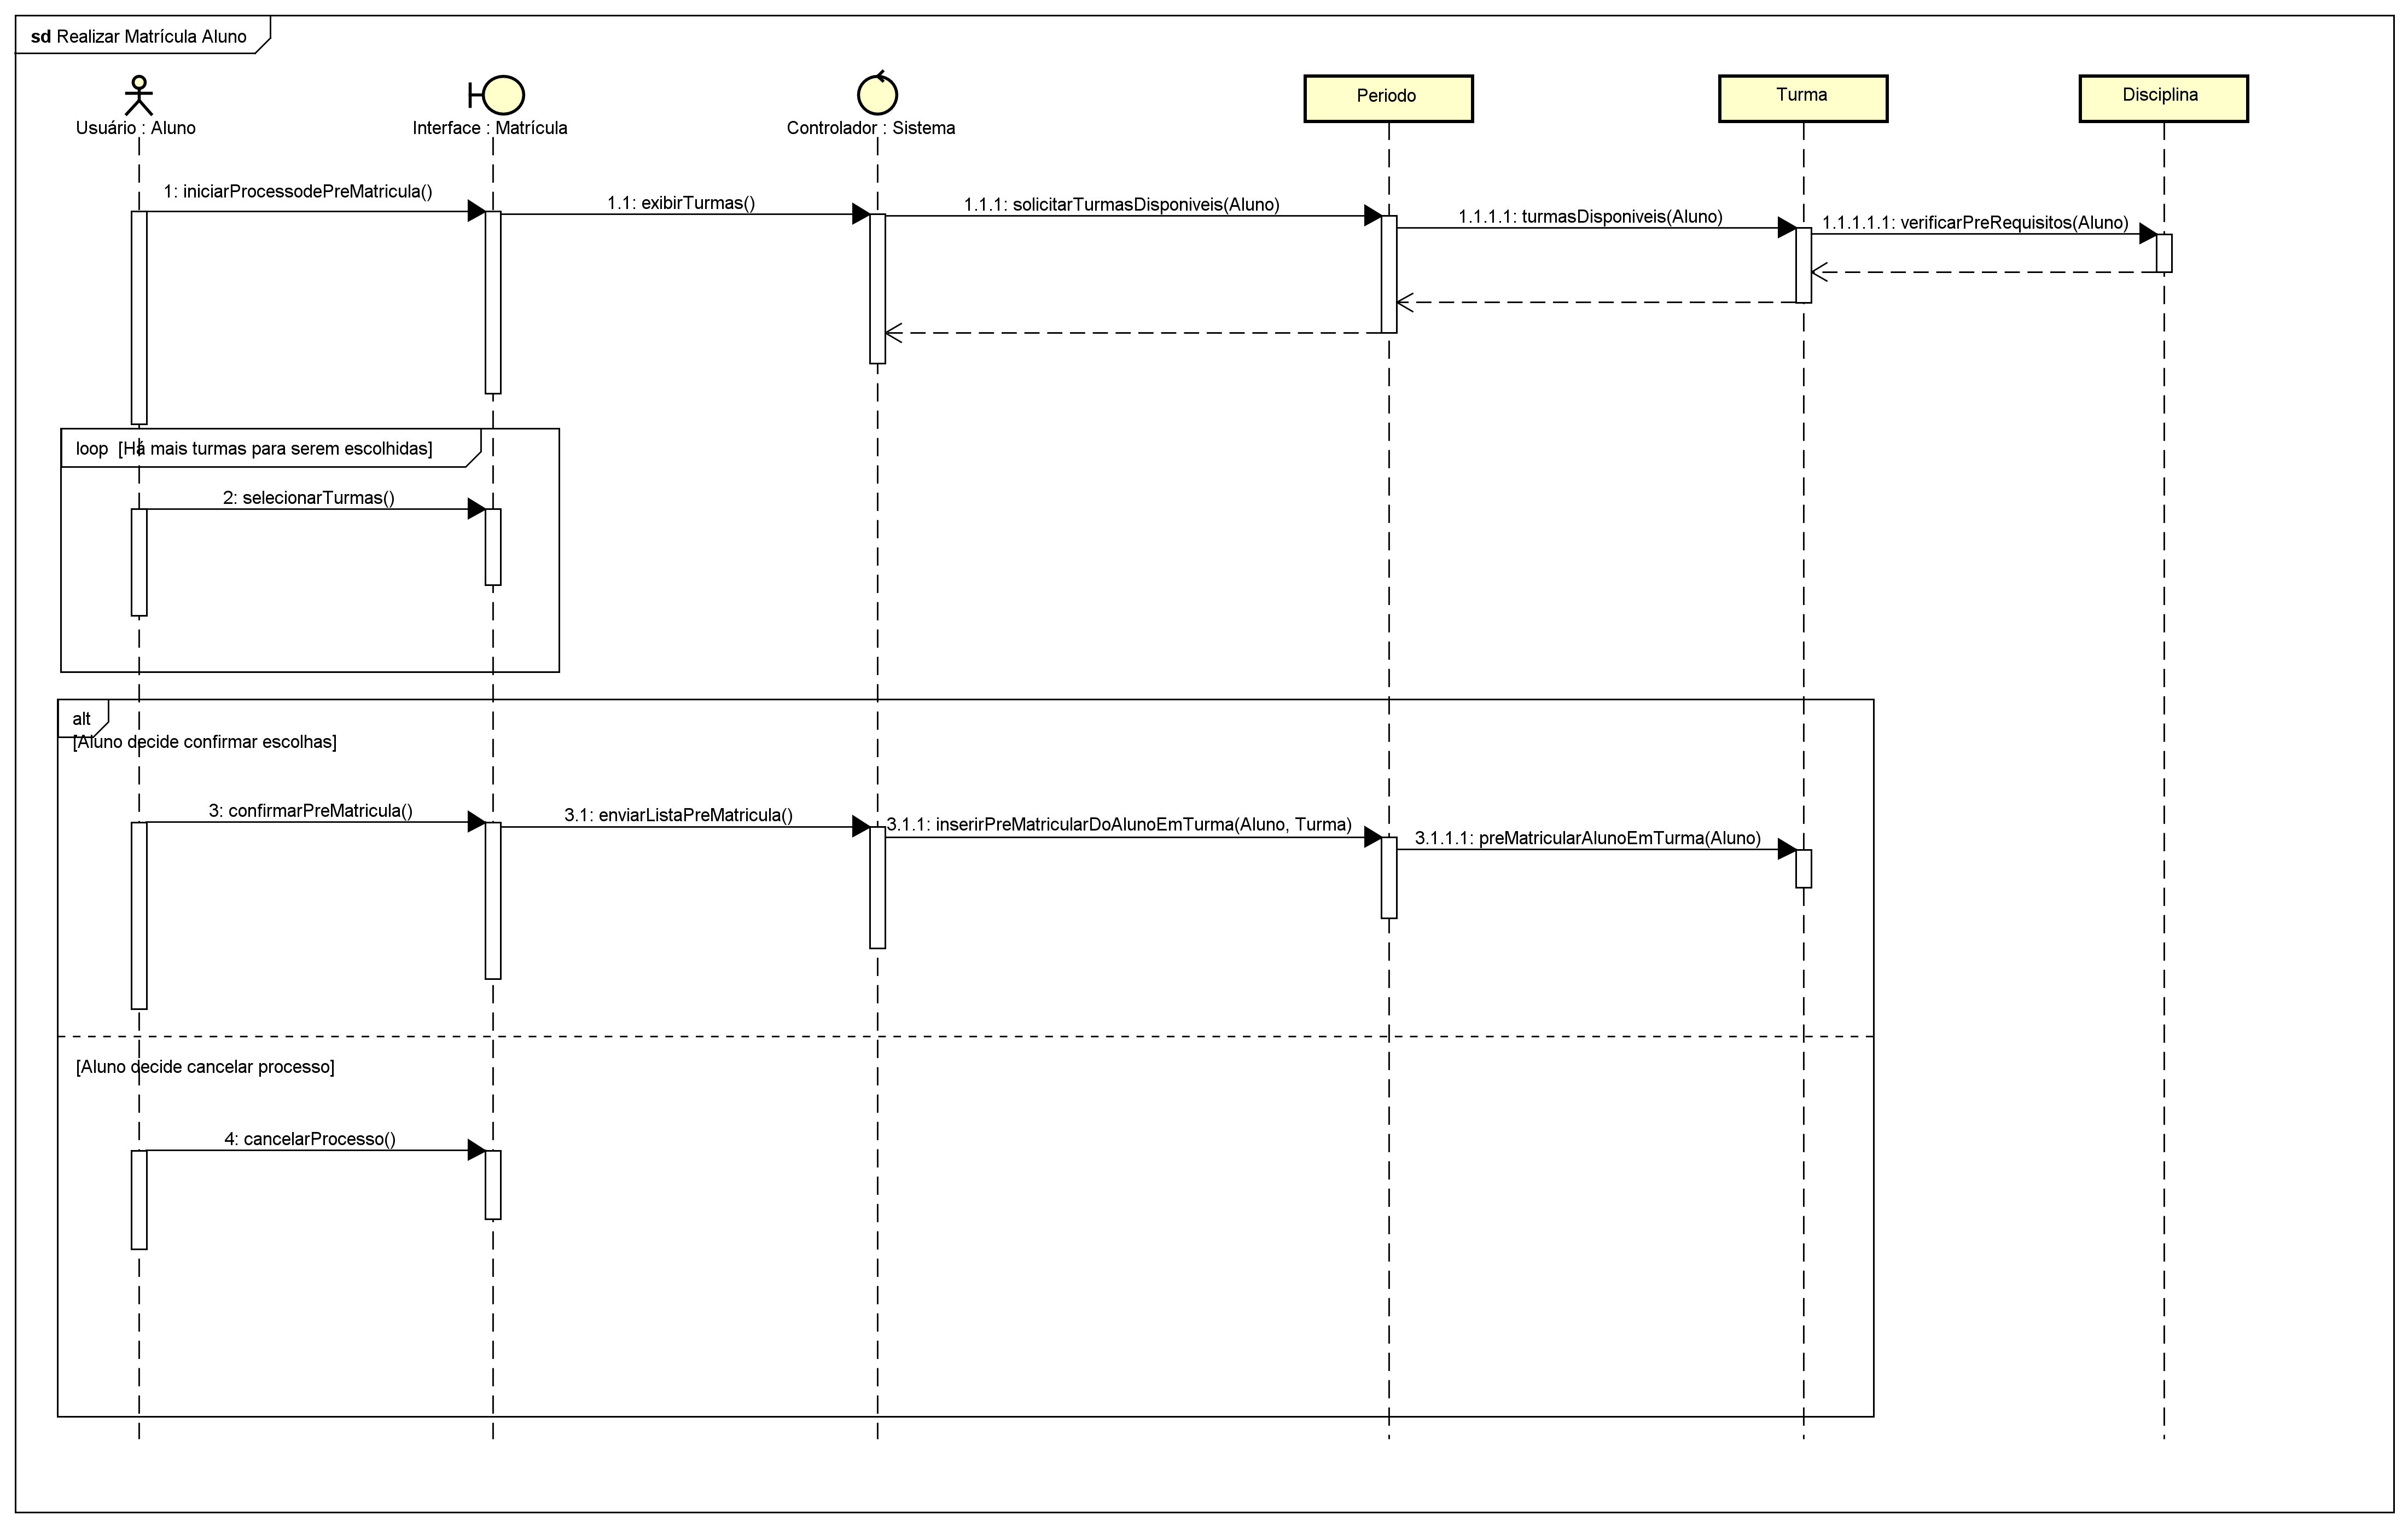 sd Realizar Matrícula Aluno
Usuário : Aluno
Interface : Matrícula
Controlador : Sistema
Periodo
Turma
Disciplina
1: iniciarProcessodePreMatricula()
1.1: exibirTurmas()
1.1.1: solicitarTurmasDisponiveis(Aluno)
1.1.1.1: turmasDisponiveis(Aluno)
1.1.1.1.1: verificarPreRequisitos(Aluno)
loop [Há mais turmas para serem escolhidas]
2: selecionarTurmas()
alt
[Aluno decide confirmar escolhas]
3: confirmarPreMatricula()
3.1: enviarListaPreMatricula()
3.1.1: inserirPreMatricularDoAlunoEmTurma(Aluno, Turma)
3.1.1.1: preMatricularAlunoEmTurma(Aluno)
[Aluno decide cancelar processo]
4: cancelarProcesso()